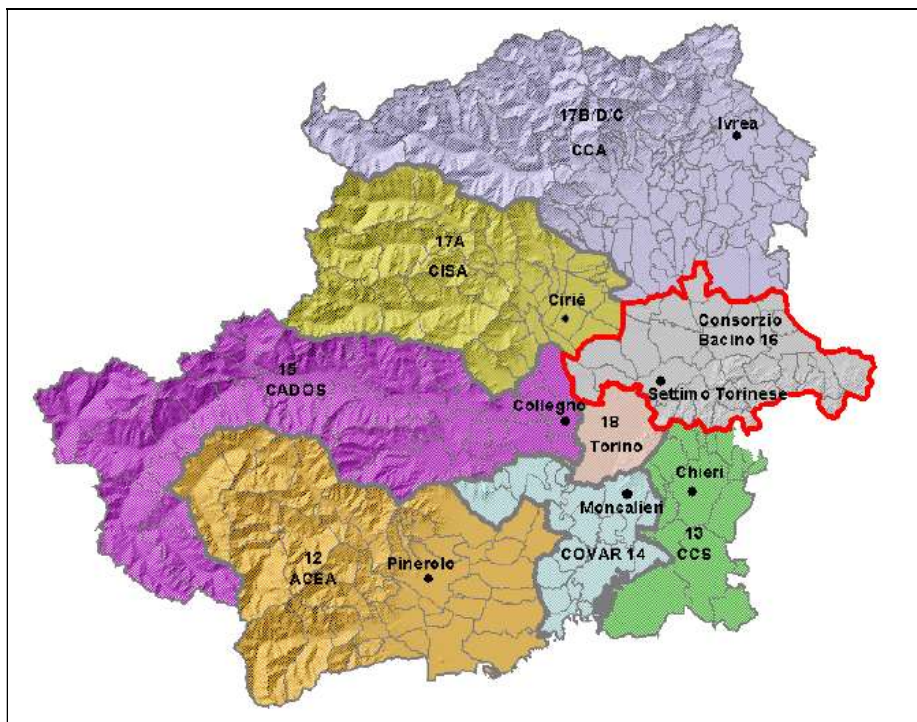 17B/D/C
CCA
Ivrea
17A
CISA
Ciriè
Consorzio
Bacino 16
Settimo Torinese
15
CADOS
Collegno
18
Torino
Chieri
Moncalieri
13
CCS
COVAR 14
12
ACEA
Pinerolo